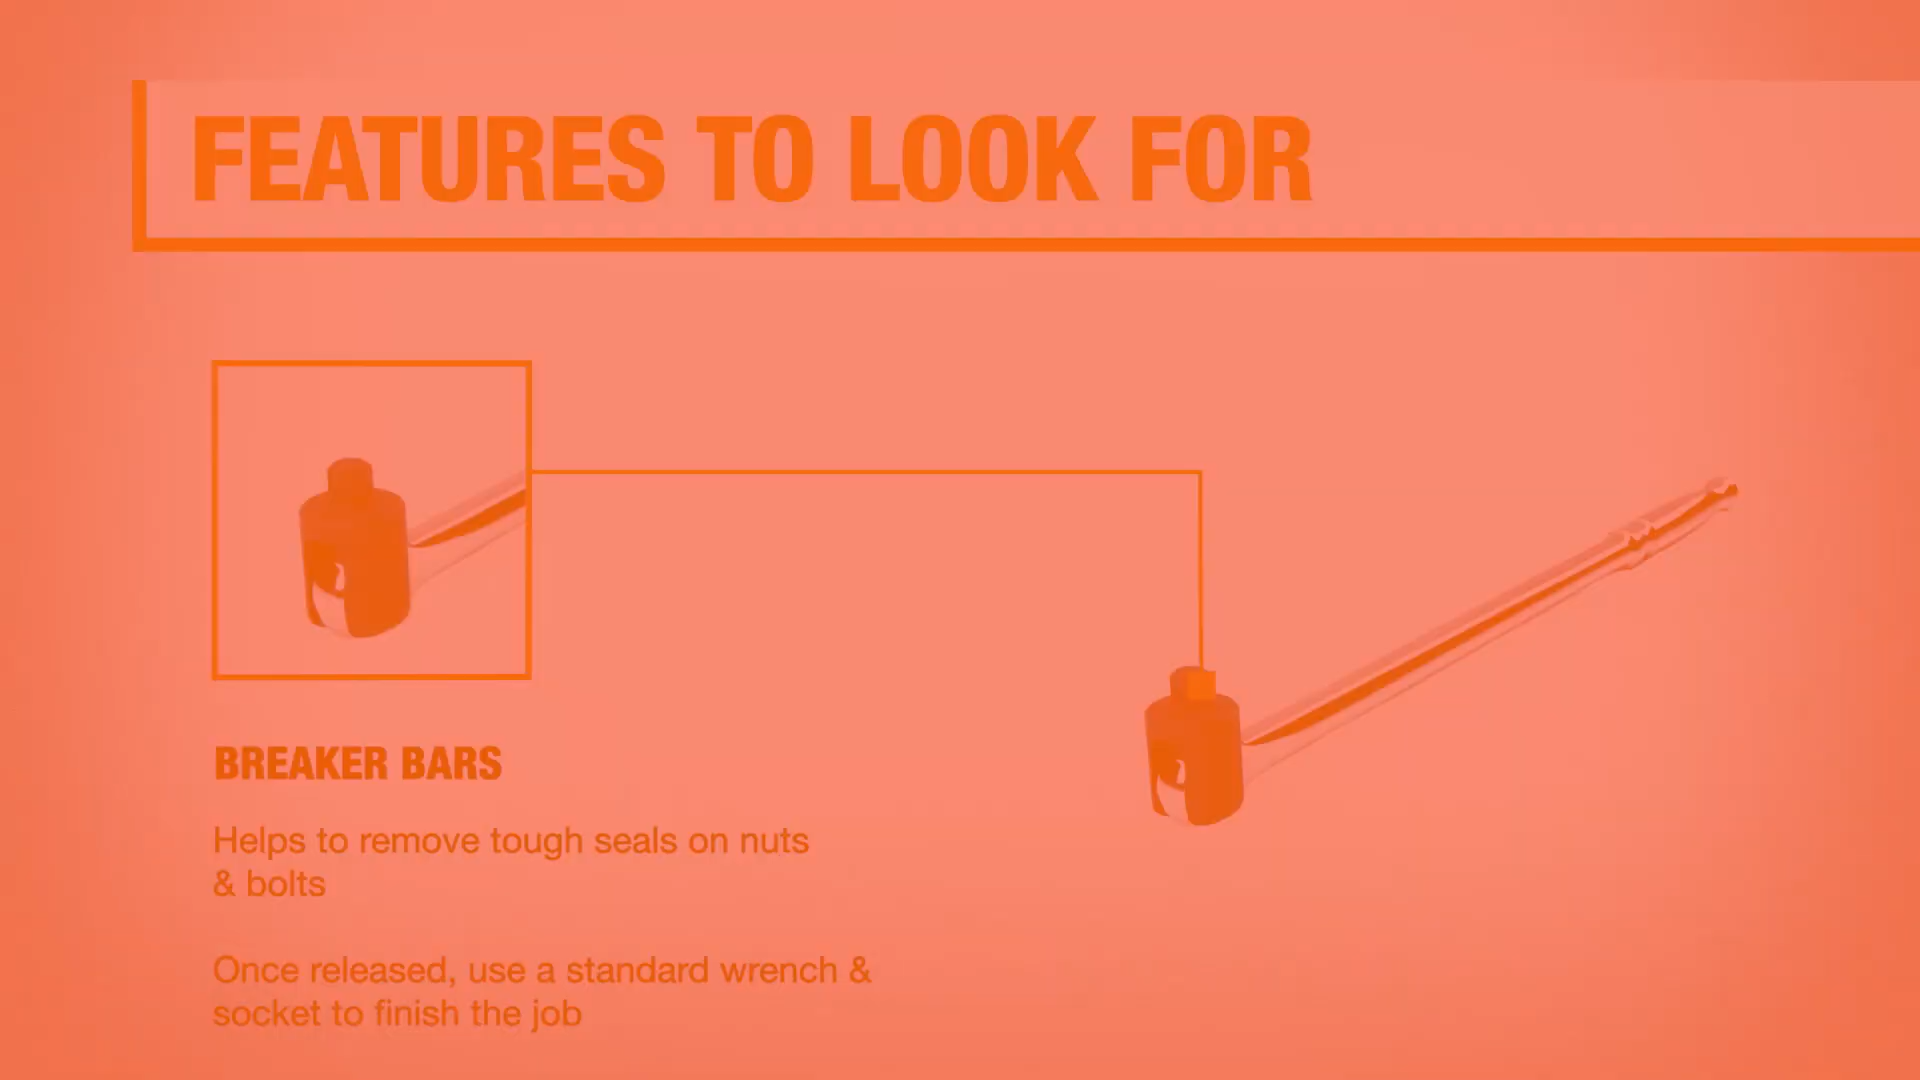 FEATURES TO LOOK FOR
BREAKER BARS
Helps to remove tough seals on nuts
& bolts
Once released, use a standard wrench &
socket to finish the job